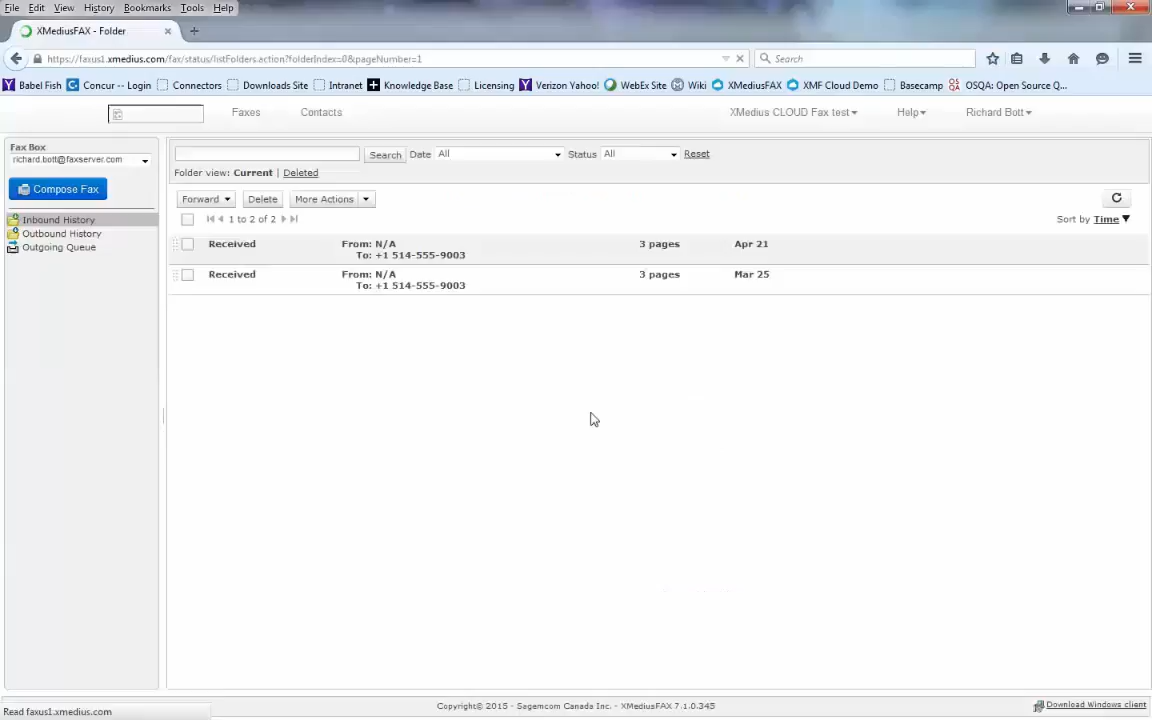 File Edit View History Bookmarks Tools Help
XMediusFAX - Folder
https://faxus1.xmedius.com/fax/status/listFolders.action?folderIndex=0&pageNumber=1
Search
Babel Fish Concur -- Login Connectors Downloads Site Intranet Knowledge Base Licensing Verizon Yahoo! WebEx Site Wiki XMediusFAX XMF Cloud Demo Basecamp OSQA: Open Source Q...
Faxes Contacts XMedius CLOUD Fax test Help Richard Bott
Fax Box
richard.bott@faxserver.com
Compose Fax
Inbound History
Outbound History
Outgoing Queue
Search Date All Status All Reset
Folder view: Current | Deleted
Forward Delete More Actions
1 to 2 of 2 Sort by Time
Received From: N/A 3 pages Apr 21
To: +1 514-555-9003
Received From: N/A 3 pages Mar 25
To: +1 514-555-9003
Copyright© 2015 - Sagemcom Canada Inc. - XMediusFAX 7.1.0.345
Download Windows client
Read faxus1.xmedius.com